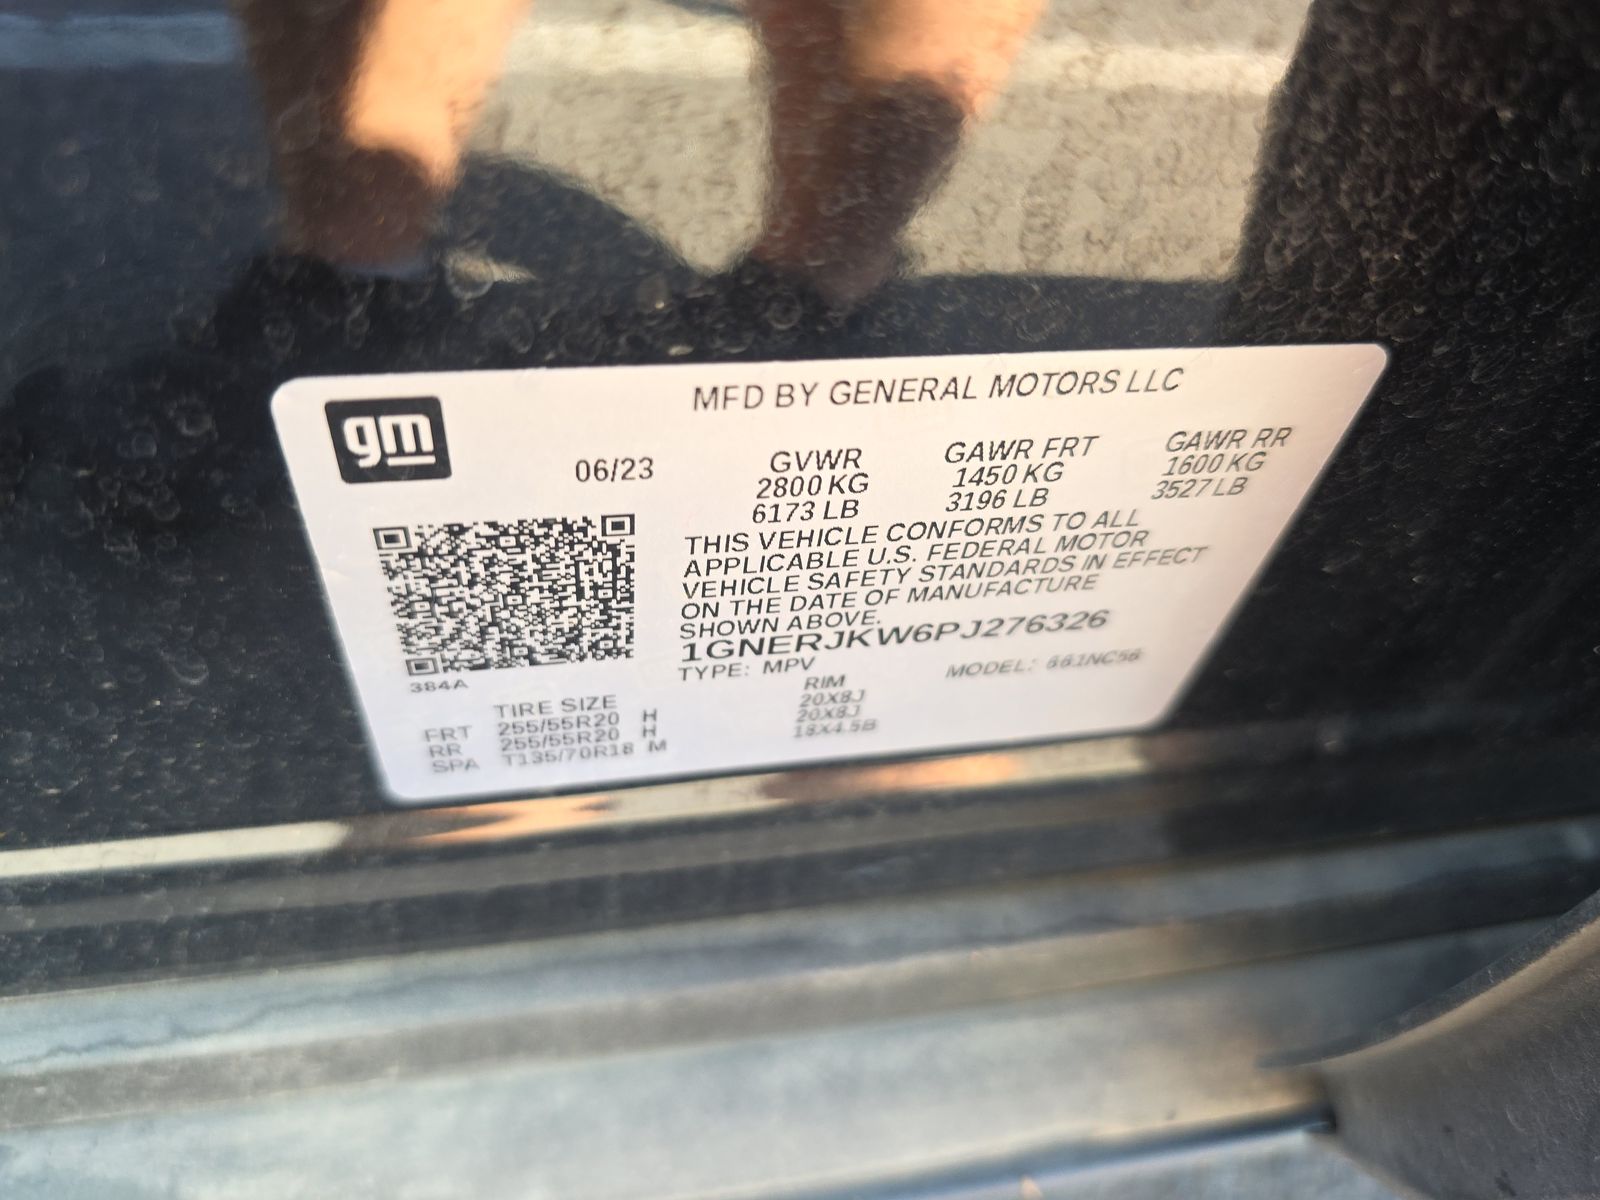 gm
MFD BY GENERAL MOTORS LLC
06/23
GVWR GAWR FRT GAWR RR
2800 KG 1450 KG 1600 KG
6173 LB 3196 LB 3527 LB
THIS VEHICLE CONFORMS TO ALL
APPLICABLE U.S. FEDERAL MOTOR
VEHICLE SAFETY STANDARDS IN EFFECT
ON THE DATE OF MANUFACTURE
SHOWN ABOVE.
1GNERJKW6PJ276326
TYPE: MPV MODEL: 661NC56
384A
TIRE SIZE RIM
FRT 255/55R20 H 20X8J
RR 255/55R20 H 20X8J
SPA T135/70R18 M 18X4.5B